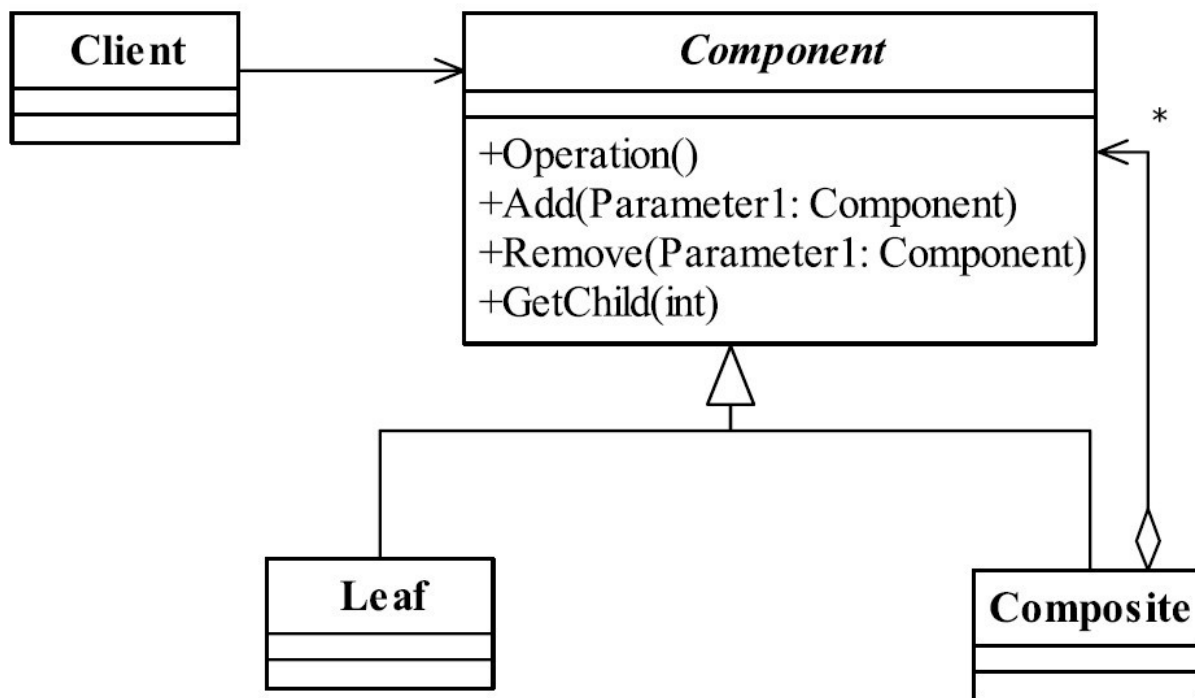 Client
Component
*
+Operation()
+Add(Parameter1: Component)
+Remove(Parameter1: Component)
+GetChild(int)
Leaf
Composite